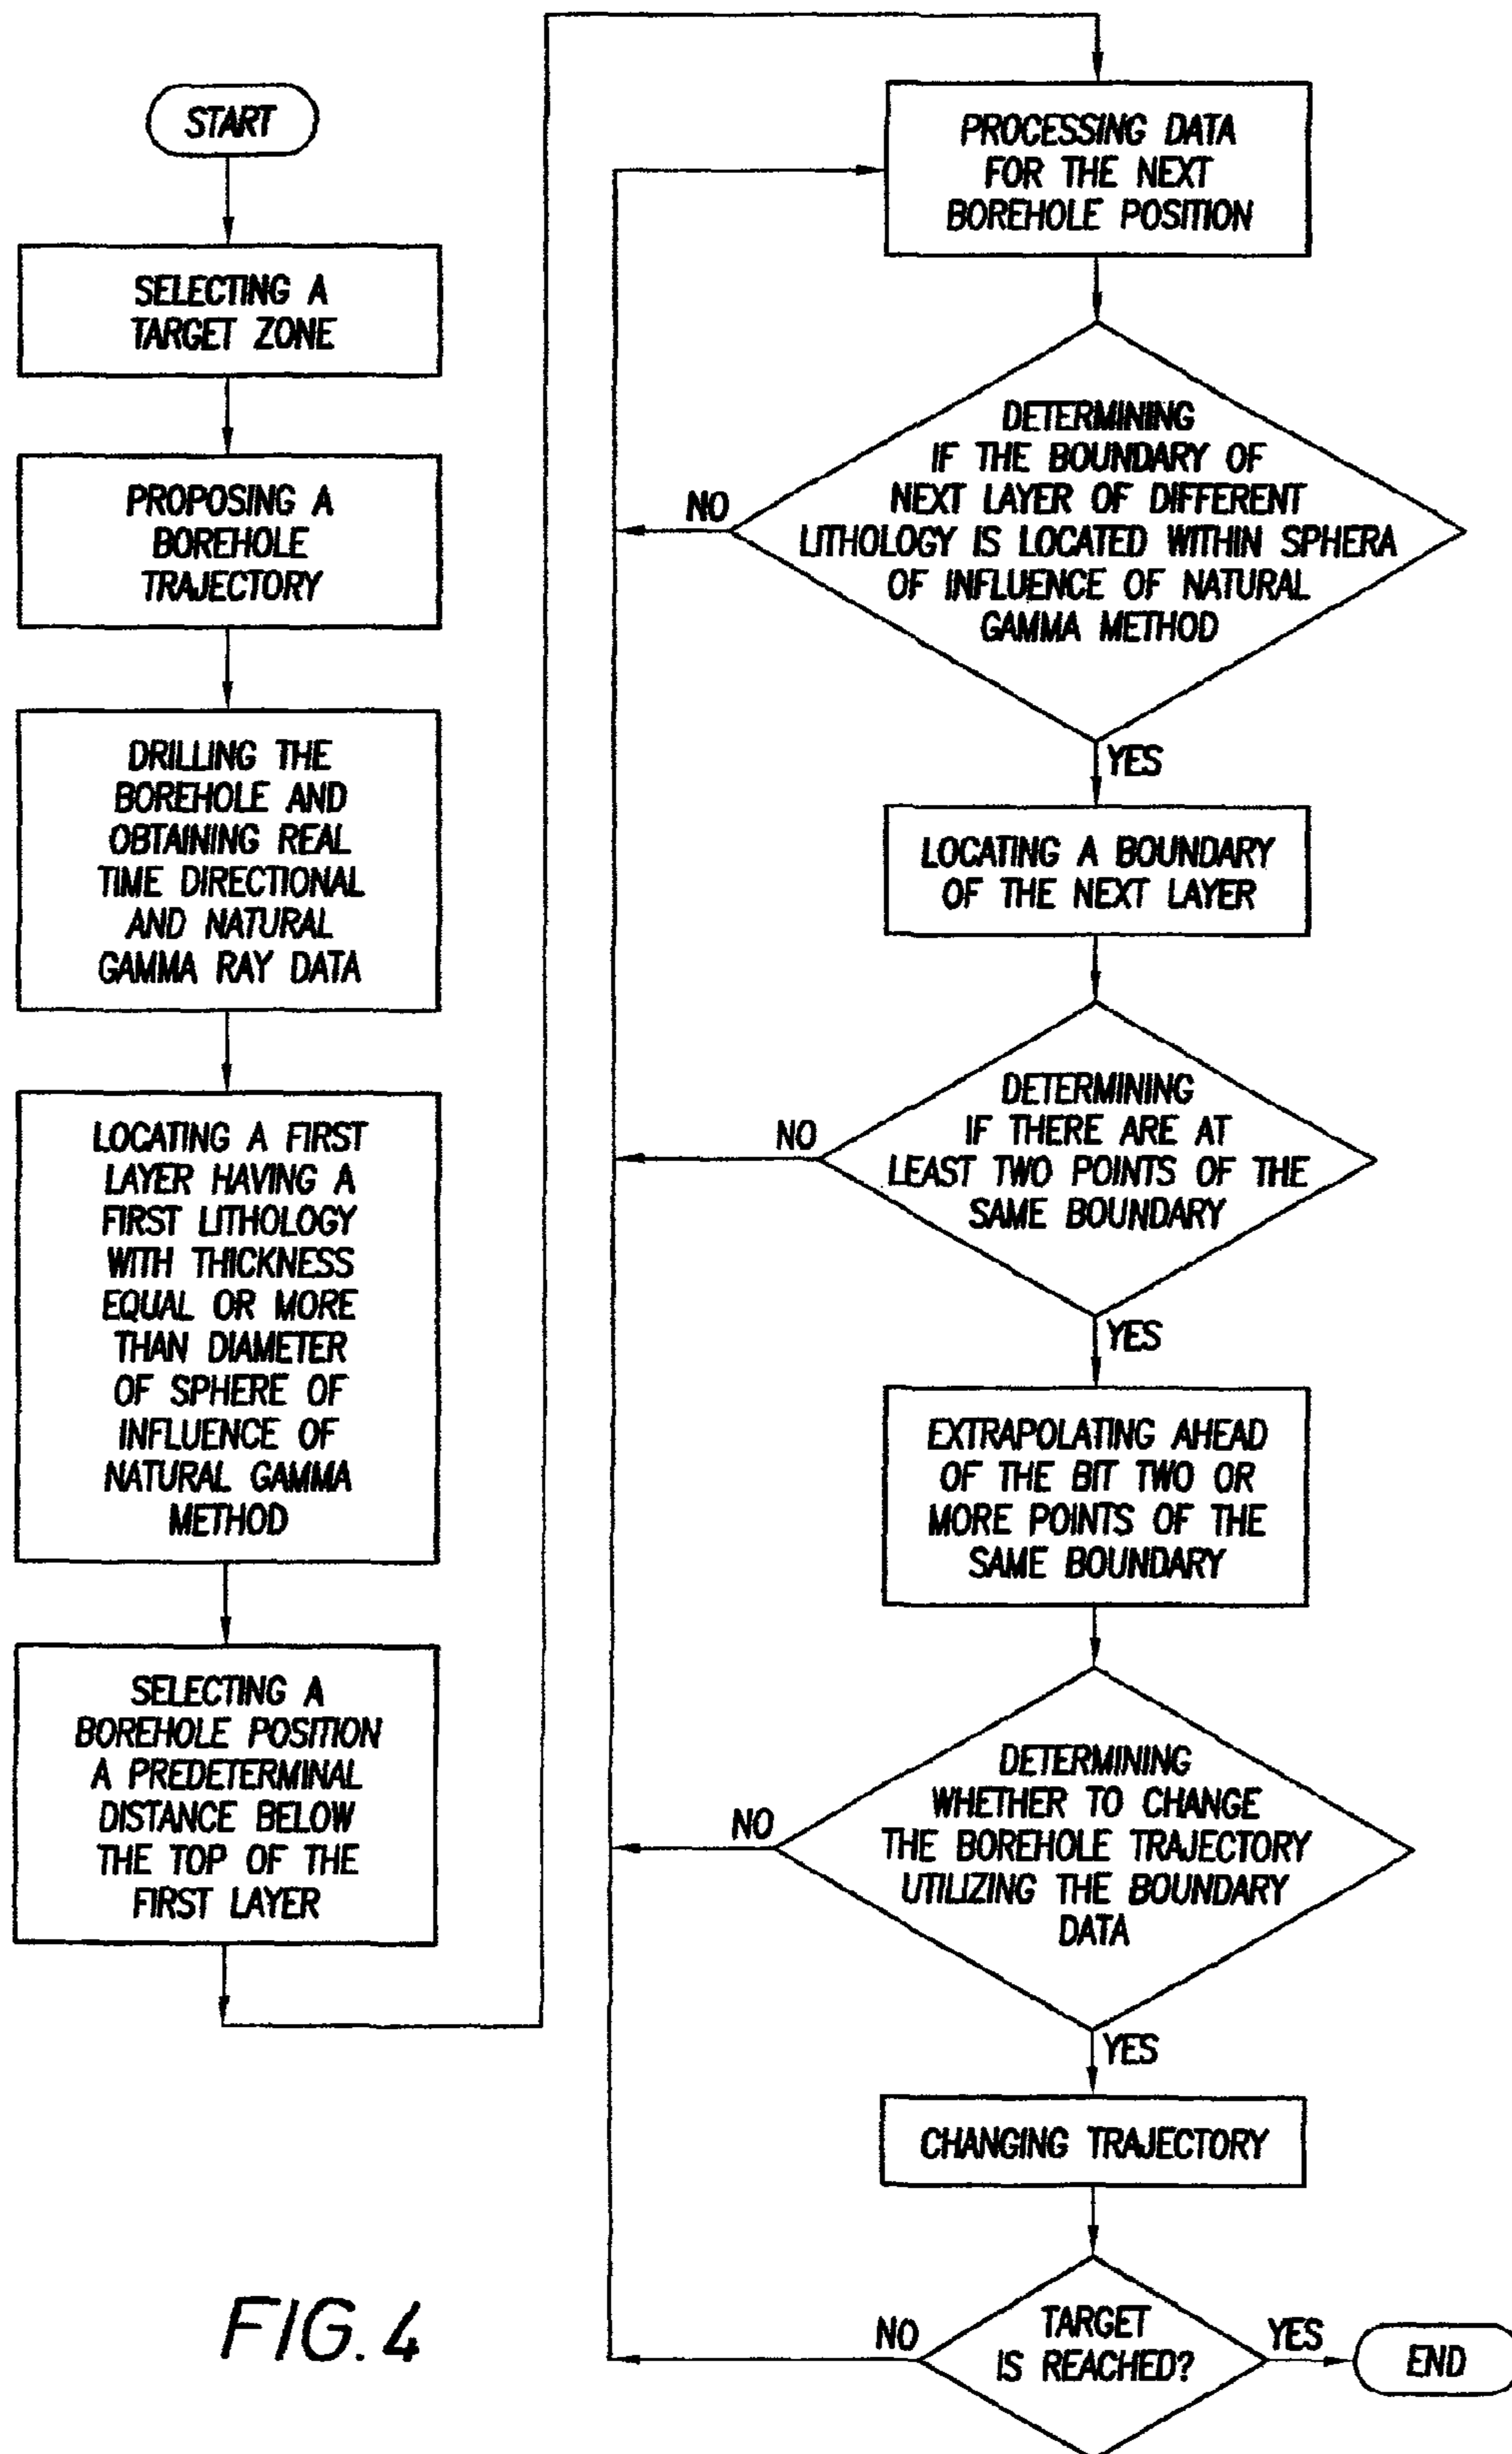 START
SELECTING A
TARGET ZONE
PROPOSING A
BOREHOLE
TRAJECTORY
DRILLING THE
BOREHOLE AND
OBTAINING REAL
TIME DIRECTIONAL
AND NATURAL
GAMMA RAY DATA
LOCATING A FIRST
LAYER HAVING A
FIRST LITHOLOGY
WITH THICKNESS
EQUAL OR MORE
THAN DIAMETER
OF SPHERE OF
INFLUENCE OF
NATURAL GAMMA
METHOD
SELECTING A
BOREHOLE POSITION
A PREDETERMINAL
DISTANCE BELOW
THE TOP OF THE
FIRST LAYER
PROCESSING DATA
FOR THE NEXT
BOREHOLE POSITION
DETERMINING
IF THE BOUNDARY OF
NEXT LAYER OF DIFFERENT
LITHOLOGY IS LOCATED WITHIN SPHERA
OF INFLUENCE OF NATURAL
GAMMA METHOD
NO
YES
LOCATING A BOUNDARY
OF THE NEXT LAYER
DETERMINING
IF THERE ARE AT
LEAST TWO POINTS OF THE
SAME BOUNDARY
NO
YES
EXTRAPOLATING AHEAD
OF THE BIT TWO OR
MORE POINTS OF THE
SAME BOUNDARY
DETERMINING
WHETHER TO CHANGE
THE BOREHOLE TRAJECTORY
UTILIZING THE BOUNDARY
DATA
NO
YES
CHANGING TRAJECTORY
TARGET
IS REACHED?
NO
YES
END
FIG. 4